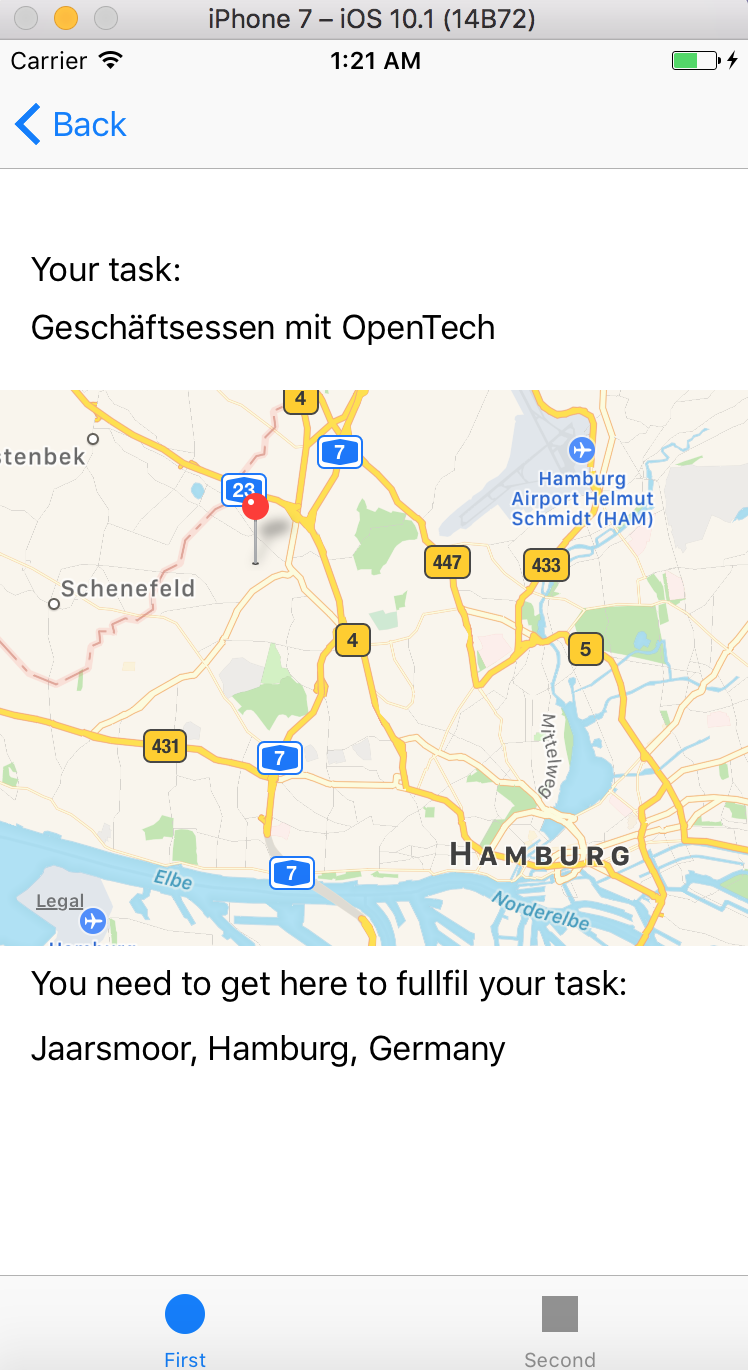 iPhone 7 – iOS 10.1 (14B72)
Carrier 1:21 AM
Back
Your task:
Geschäftsessen mit OpenTech
4
7
tenbek
23
Hamburg
Airport Helmut
Schmidt (HAM)
447
433
Schenefeld
4
5
431
7
Mittelweg
HAMBURG
7
Elbe
Legal
Norderelbe
You need to get here to fullfil your task:
Jaarsmoor, Hamburg, Germany
First
Second